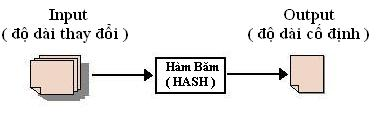 Input
( độ dài thay đổi )
Hàm Băm
( HASH )
Output
( độ dài cố định )